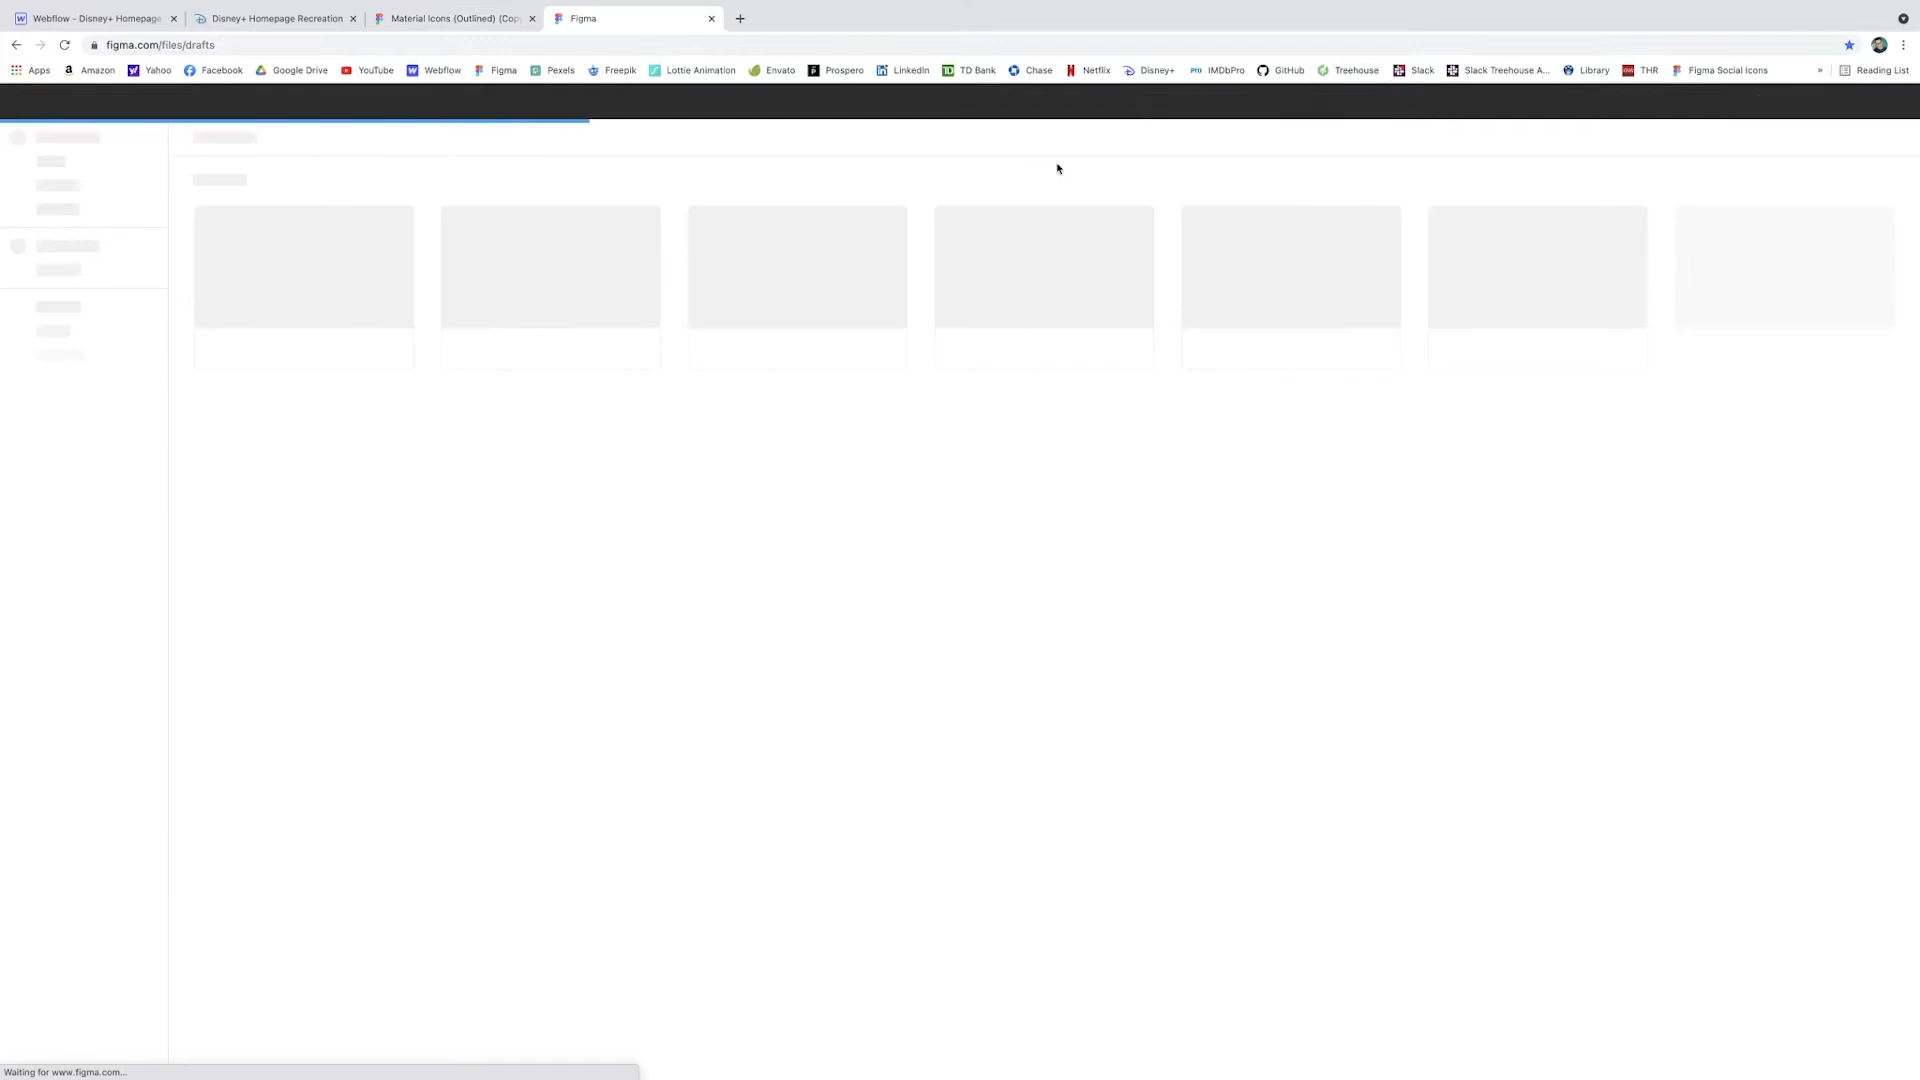 Webflow - Disney+ Homepage
Disney+ Homepage Recreation
Material Icons (Outlined) (Copy
Figma
figma.com/files/drafts
Apps Amazon Yahoo Facebook Google Drive YouTube Webflow Figma Pexels Freepik Lottie Animation Envato Prospero LinkedIn TD Bank Chase Netflix Disney+ IMDbPro GitHub Treehouse Slack Slack Treehouse A... Library THR Figma Social Icons » Reading List
Waiting for www.figma.com...